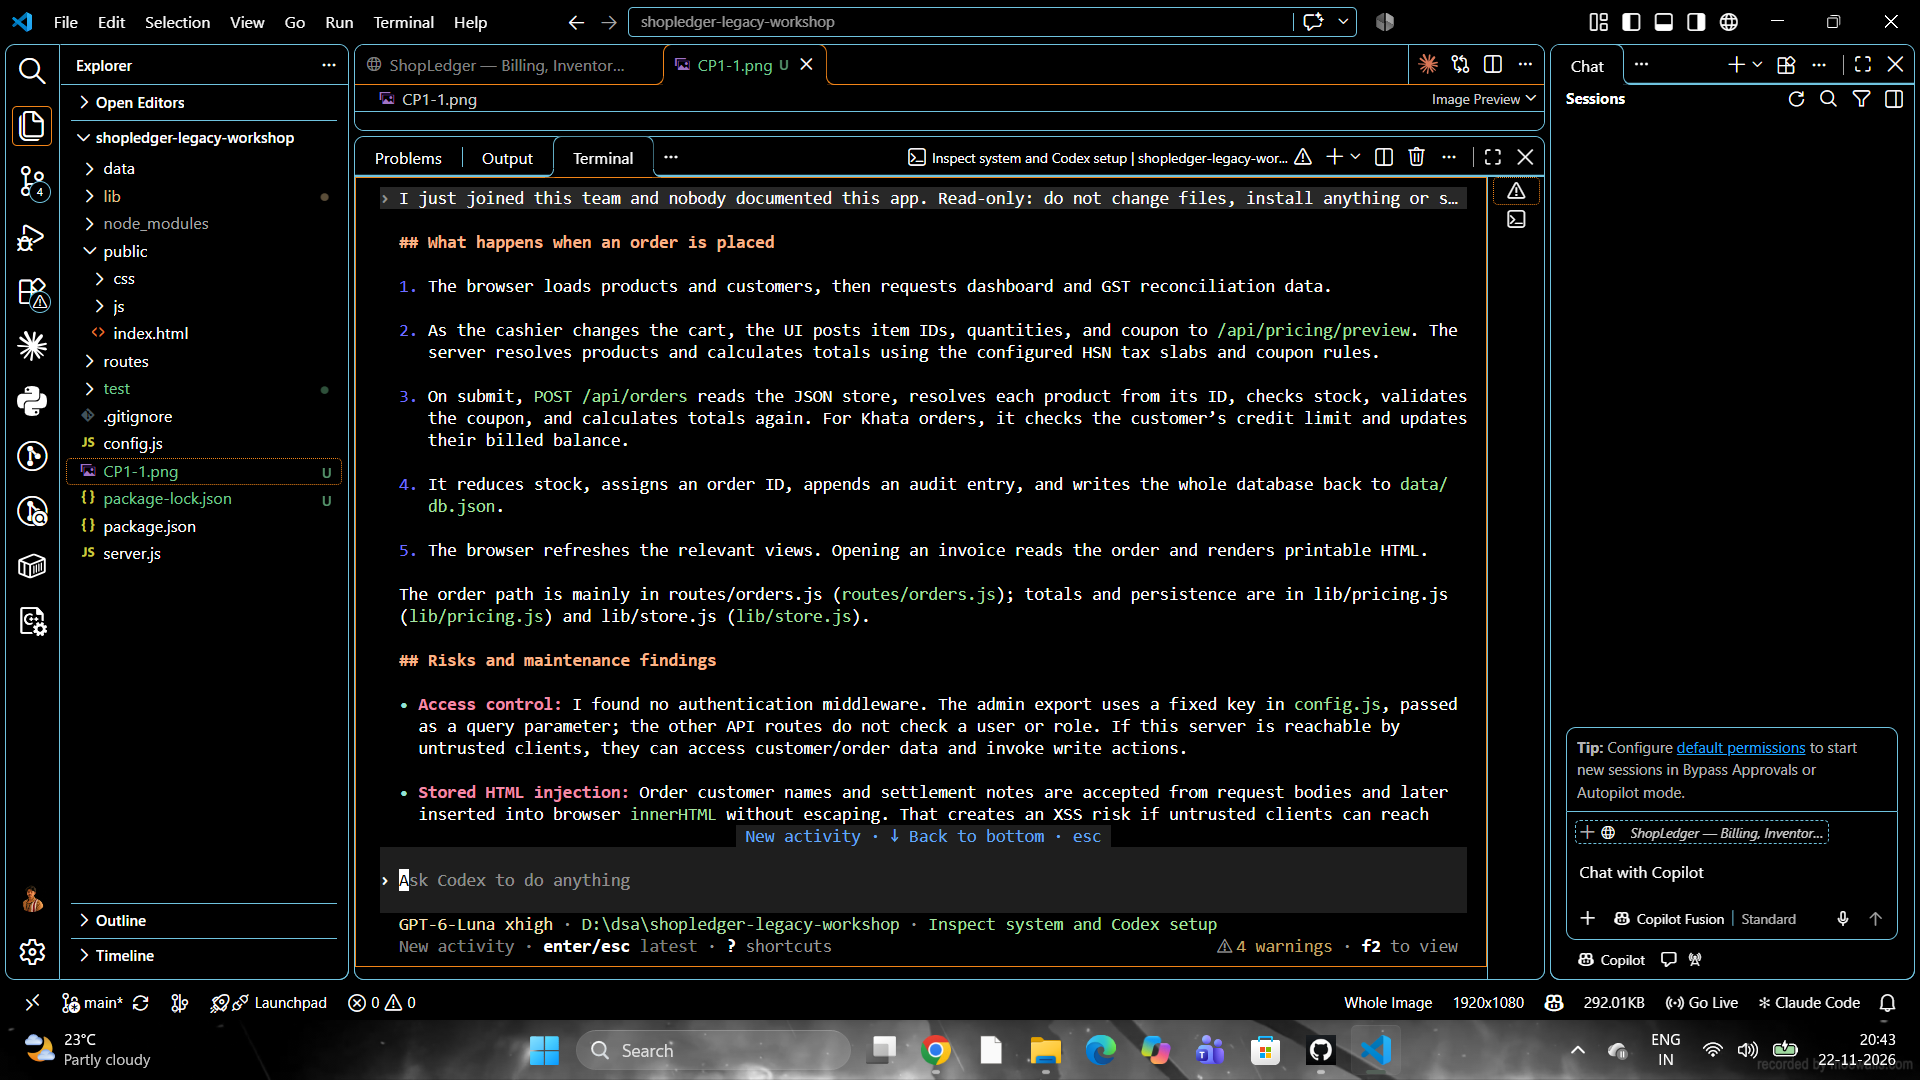 File Edit Selection View Go Run Terminal Help
shopledger-legacy-workshop
Explorer
Open Editors
shopledger-legacy-workshop
data
lib
node_modules
public
css
js
index.html
routes
test
.gitignore
JS config.js
CP1-1.png U
{} package-lock.json U
{} package.json
JS server.js
Outline
Timeline
4
ShopLedger — Billing, Inventor...
CP1-1.png U
CP1-1.png
Image Preview
Problems Output Terminal
Inspect system and Codex setup | shopledger-legacy-wor...
› I just joined this team and nobody documented this app. Read-only: do not change files, install anything or s…
## What happens when an order is placed
1. The browser loads products and customers, then requests dashboard and GST reconciliation data.
2. As the cashier changes the cart, the UI posts item IDs, quantities, and coupon to /api/pricing/preview. The
server resolves products and calculates totals using the configured HSN tax slabs and coupon rules.
3. On submit, POST /api/orders reads the JSON store, resolves each product from its ID, checks stock, validates
the coupon, and calculates totals again. For Khata orders, it checks the customer’s credit limit and updates
their billed balance.
4. It reduces stock, assigns an order ID, appends an audit entry, and writes the whole database back to data/
db.json.
5. The browser refreshes the relevant views. Opening an invoice reads the order and renders printable HTML.
The order path is mainly in routes/orders.js (routes/orders.js); totals and persistence are in lib/pricing.js
(lib/pricing.js) and lib/store.js (lib/store.js).
## Risks and maintenance findings
• Access control: I found no authentication middleware. The admin export uses a fixed key in config.js, passed
as a query parameter; the other API routes do not check a user or role. If this server is reachable by
untrusted clients, they can access customer/order data and invoke write actions.
• Stored HTML injection: Order customer names and settlement notes are accepted from request bodies and later
inserted into browser innerHTML without escaping. That creates an XSS risk if untrusted clients can reach
New activity · ↓ Back to bottom · esc
› Ask Codex to do anything
GPT-6-Luna xhigh · D:\dsa\shopledger-legacy-workshop · Inspect system and Codex setup
New activity · enter/esc latest · ? shortcuts
⚠ 4 warnings · f2 to view
Chat
Sessions
Tip: Configure default permissions to start
new sessions in Bypass Approvals or
Autopilot mode.
ShopLedger — Billing, Inventor...
Chat with Copilot
Copilot Fusion | Standard
Copilot
main* Launchpad 0 0
Whole Image 1920x1080 292.01KB Go Live Claude Code
23°C
Partly cloudy
Search
ENG
IN
20:43
22-11-2026